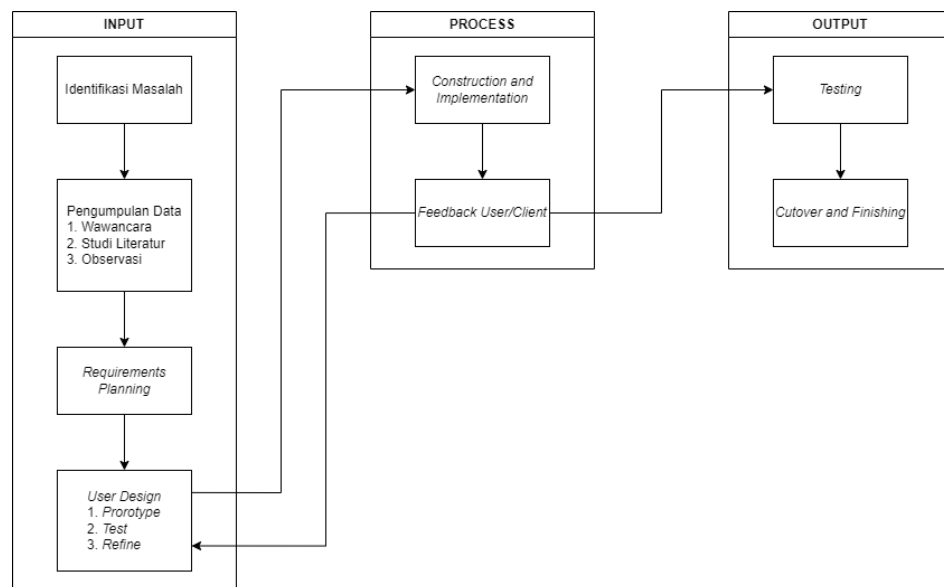 INPUT
Identifikasi Masalah
Pengumpulan Data
1. Wawancara
2. Studi Literatur
3. Observasi
Requirements
Planning
User Design
1. Prorotype
2. Test
3. Refine
PROCESS
Construction and
Implementation
Feedback User/Client
OUTPUT
Testing
Cutover and Finishing